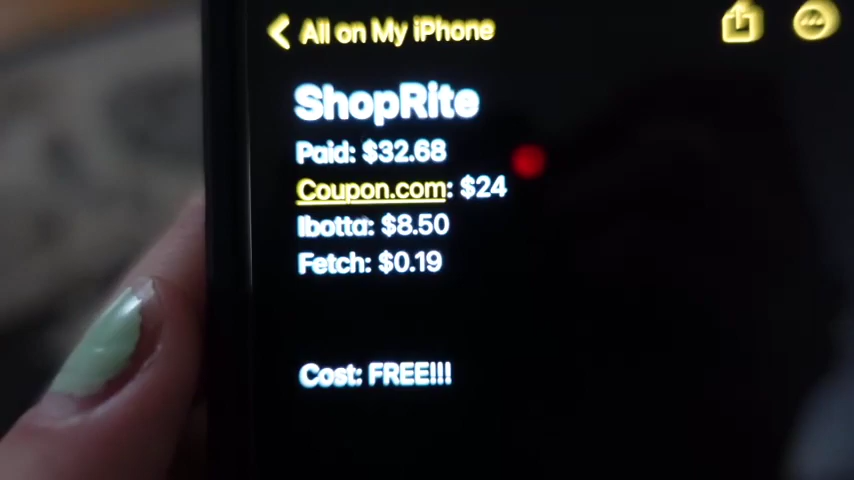 All on My iPhone
ShopRite
Paid: $32.68
Coupon.com: $24
Ibotta: $8.50
Fetch: $0.19
Cost: FREE!!!